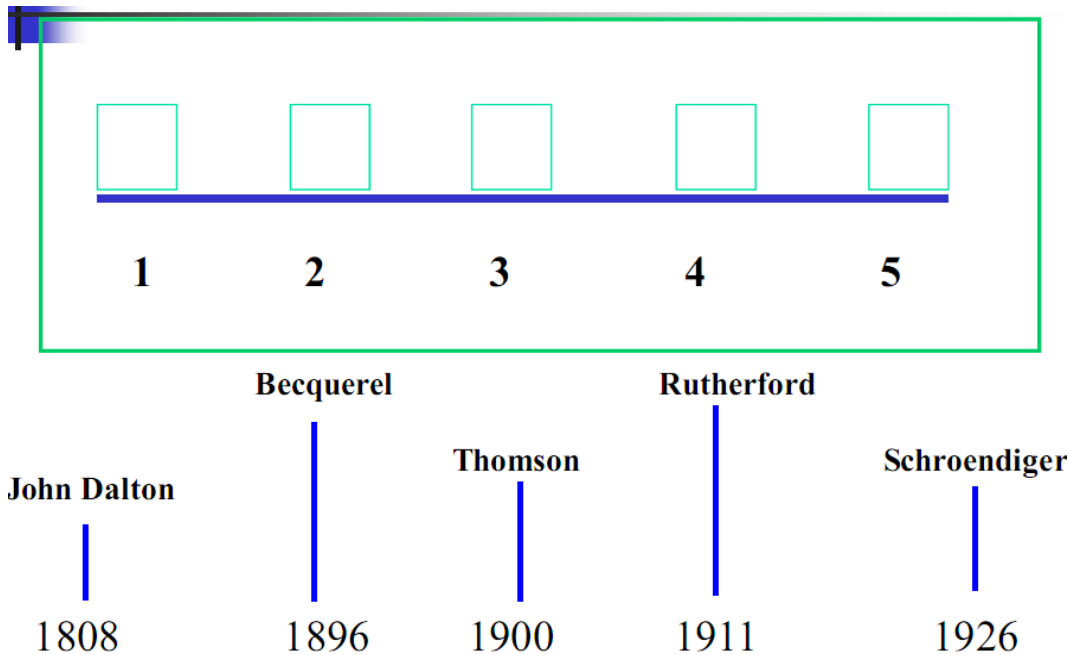 1 2 3 4 5
Becquerel Rutherford
Thomson Schroendiger
John Dalton
1808 1896 1900 1911 1926